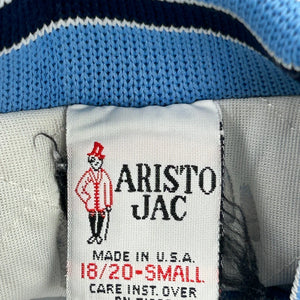 ARISTO
JAC
MADE IN U.S.A.
18/20-SMALL
CARE INST. OVER